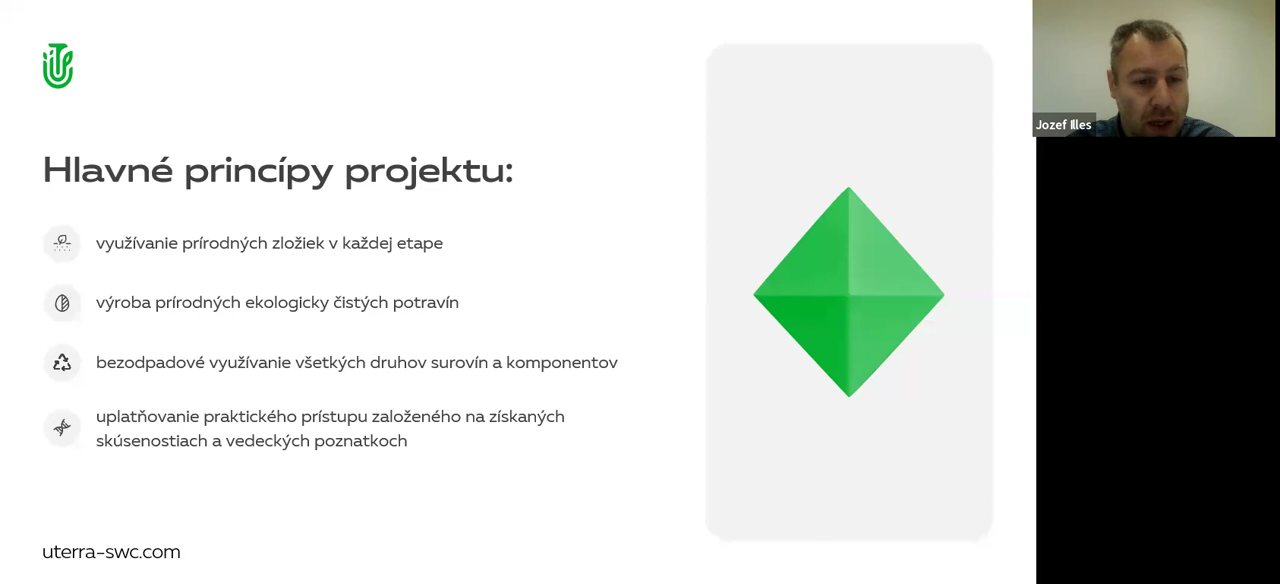 Hlavné princípy projektu:
využívanie prírodných zložiek v každej etape
výroba prírodných ekologicky čistých potravín
bezodpadové využívanie všetkých druhov surovín a komponentov
uplatňovanie praktického prístupu založeného na získaných
skúsenostiach a vedeckých poznatkoch
uterra-swc.com
Jozef Illes